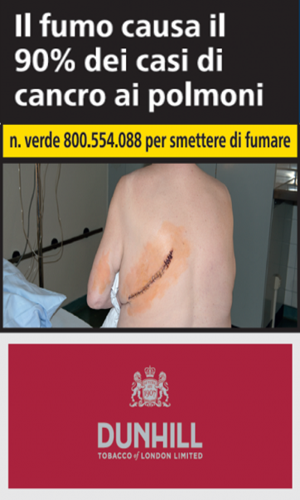 Il fumo causa il
90% dei casi di
cancro ai polmoni
n. verde 800.554.088 per smettere di fumare
DUNHILL
TOBACCO of LONDON LIMITED